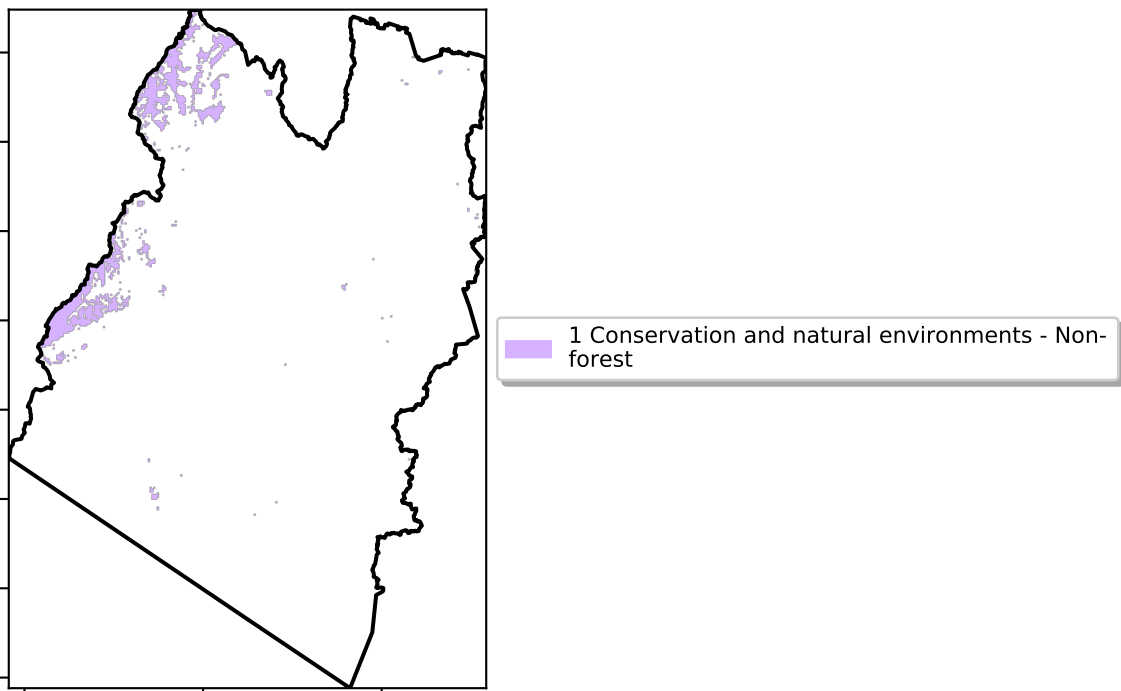 1 Conservation and natural environments - Non-
forest